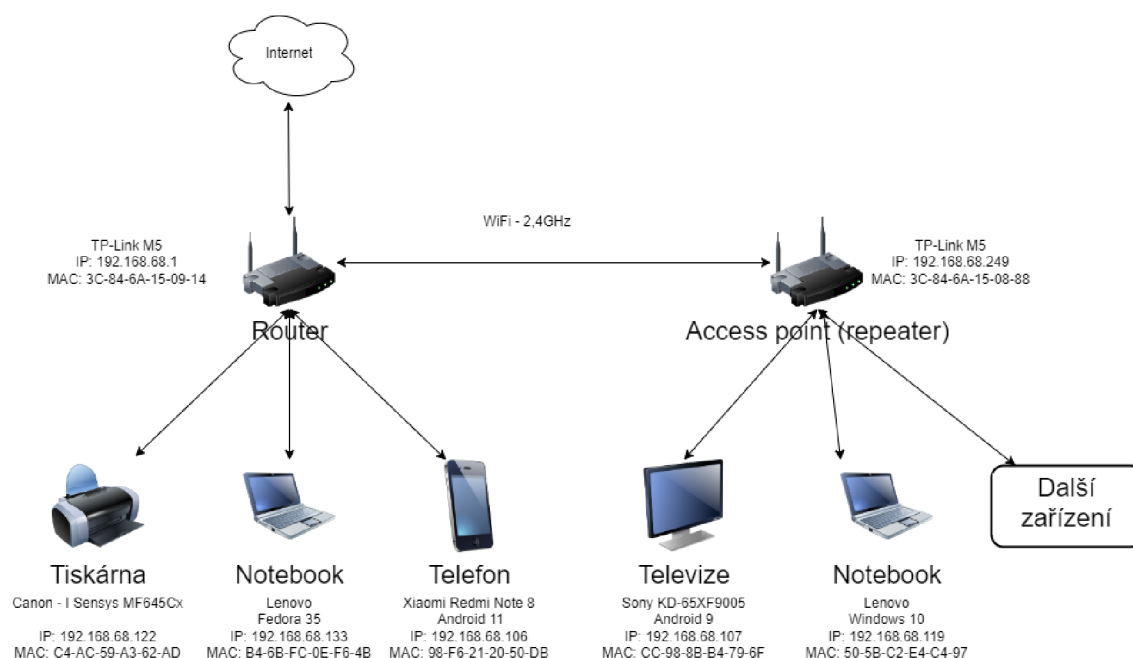 Internet
WiFi - 2,4GHz
TP-Link M5
IP: 192.168.68.1
MAC: 3C-84-6A-15-09-14
TP-Link M5
IP: 192.168.68.249
MAC: 3C-84-6A-15-08-88
Router
Access point (repeater)
Další
zařízení
Tiskárna
Canon - I Sensys MF645Cx
IP: 192.168.68.122
MAC: C4-AC-59-A3-62-AD
Notebook
Lenovo
Fedora 35
IP: 192.168.68.133
MAC: B4-6B-FC-0E-F6-4B
Telefon
Xiaomi Redmi Note 8
Android 11
IP: 192.168.68.106
MAC: 98-F6-21-20-50-DB
Televize
Sony KD-65XF9005
Android 9
IP: 192.168.68.107
MAC: CC-98-8B-B4-79-6F
Notebook
Lenovo
Windows 10
IP: 192.168.68.119
MAC: 50-5B-C2-E4-C4-97